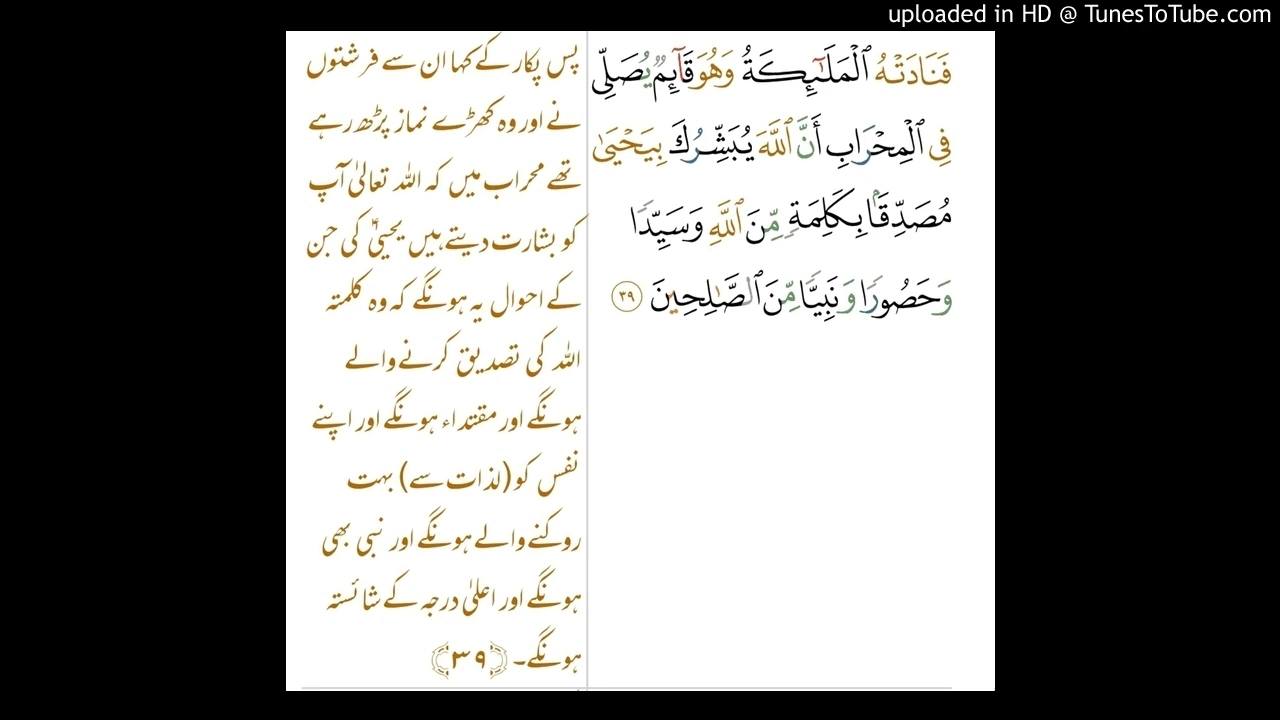 uploaded in HD @ TunesToTube.com
فَنَادَتْهُ ٱلْمَلَـٰٓئِكَةُ وَهُوَ قَآئِمٌۭ يُصَلِّى
فِى ٱلْمِحْرَابِ أَنَّ ٱللَّهَ يُبَشِّرُكَ بِيَحْيَىٰ
مُصَدِّقًۢا بِكَلِمَةٍۢ مِّنَ ٱللَّهِ وَسَيِّدًۭا
وَحَصُورًۭا وَنَبِيًّۭا مِّنَ ٱلصَّـٰلِحِينَ ٣٩
پس پکار کے کہا ان سے فرشتوں
نے اور وہ کھڑے نماز پڑھ رہے
تھے محراب میں کہ اللہ تعالیٰ آپ
کو بشارت دیتے ہیں یحییٰؑ کی جن
کے احوال یہ ہونگے کہ وہ کلمتہ
اللہ کی تصدیق کرنے والے
ہونگے اور مقتداء ہونگے اور اپنے
نفس کو (لذات سے) بہت
روکنے والے ہونگے اور نبی بھی
ہونگے اور اعلیٰ درجہ کے شائستہ
ہونگے۔ ﴿۳۹﴾